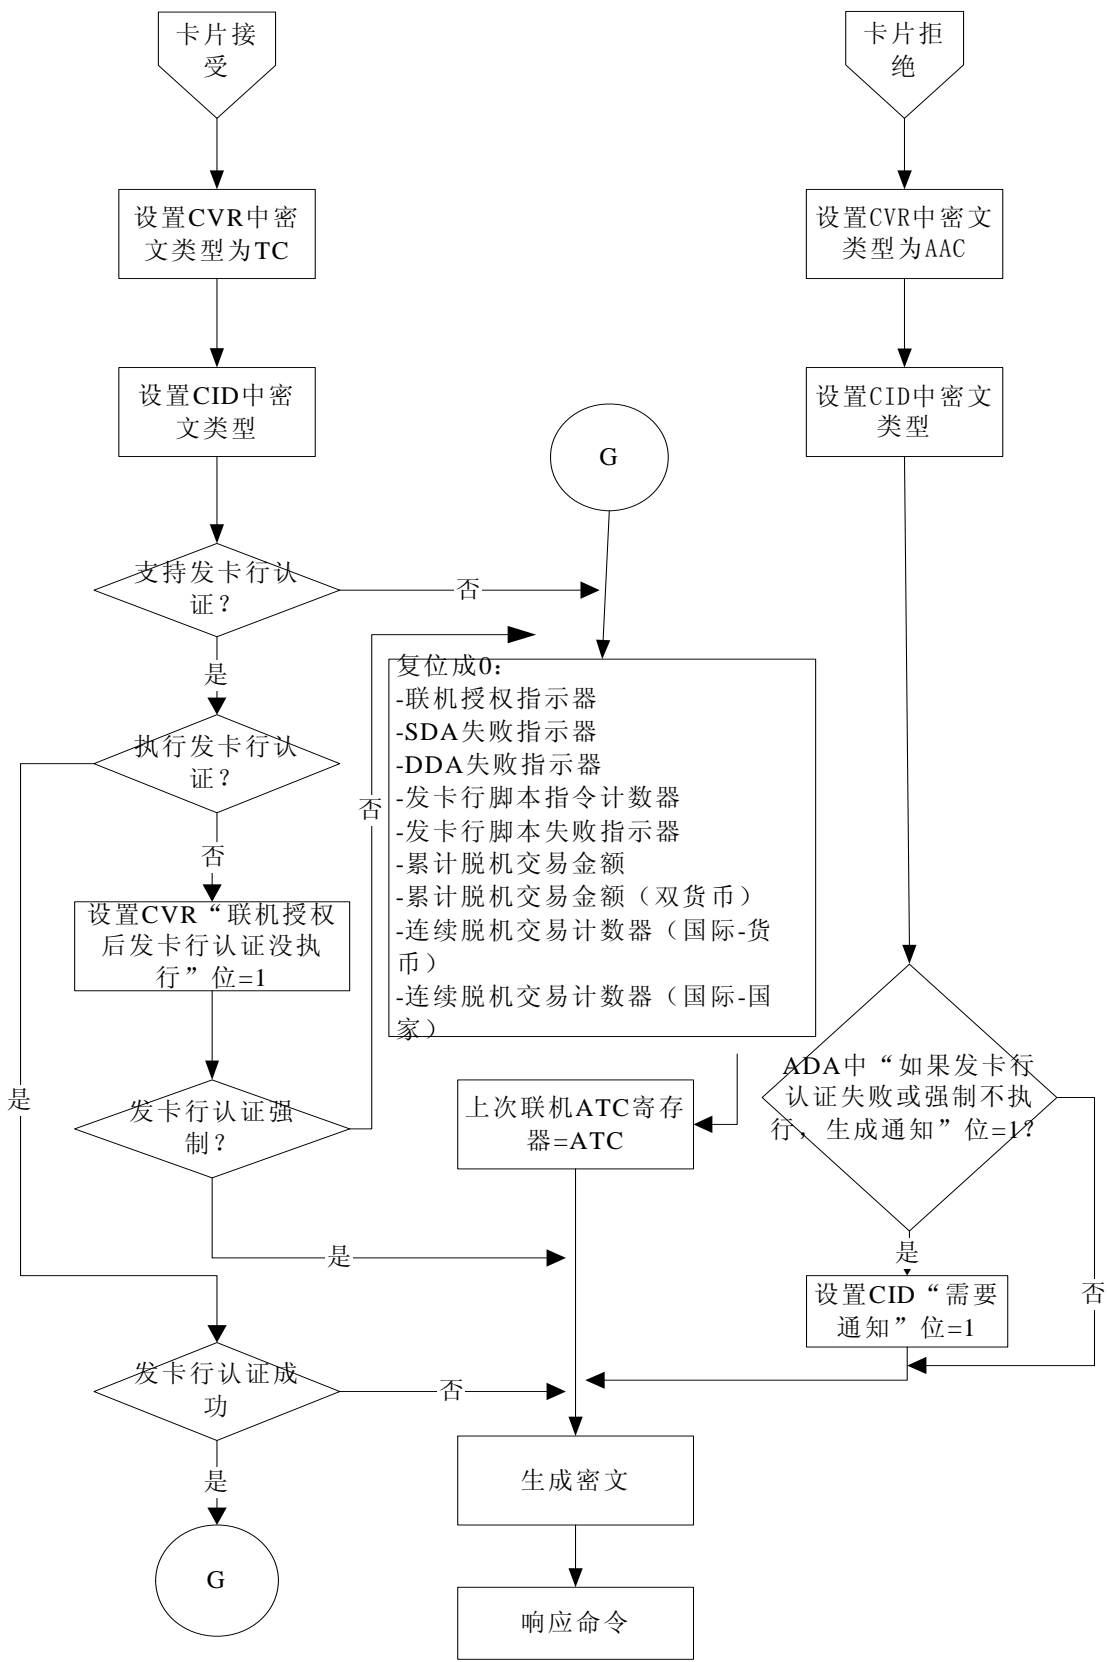 卡片接
受
设置CVR中密
文类型为TC
设置CID中密
文类型
支持发卡行认
证？
否
是
执行发卡行认
证？
否
设置CVR“联机授权
后发卡行认证没执
行”位=1
发卡行认证强
制？
否
是
是
发卡行认证成
功
否
是
G
G
复位成0：
-联机授权指示器
-SDA失败指示器
-DDA失败指示器
-发卡行脚本指令计数器
-发卡行脚本失败指示器
-累计脱机交易金额
-累计脱机交易金额（双货币）
-连续脱机交易计数器（国际-货
币）
-连续脱机交易计数器（国际-国
家）
上次联机ATC寄存
器=ATC
生成密文
响应命令
卡片拒
绝
设置CVR中密文
类型为AAC
设置CID中密文
类型
ADA中“如果发卡行
认证失败或强制不执
行，生成通知”位=1？
是
否
设置CID“需要
通知”位=1